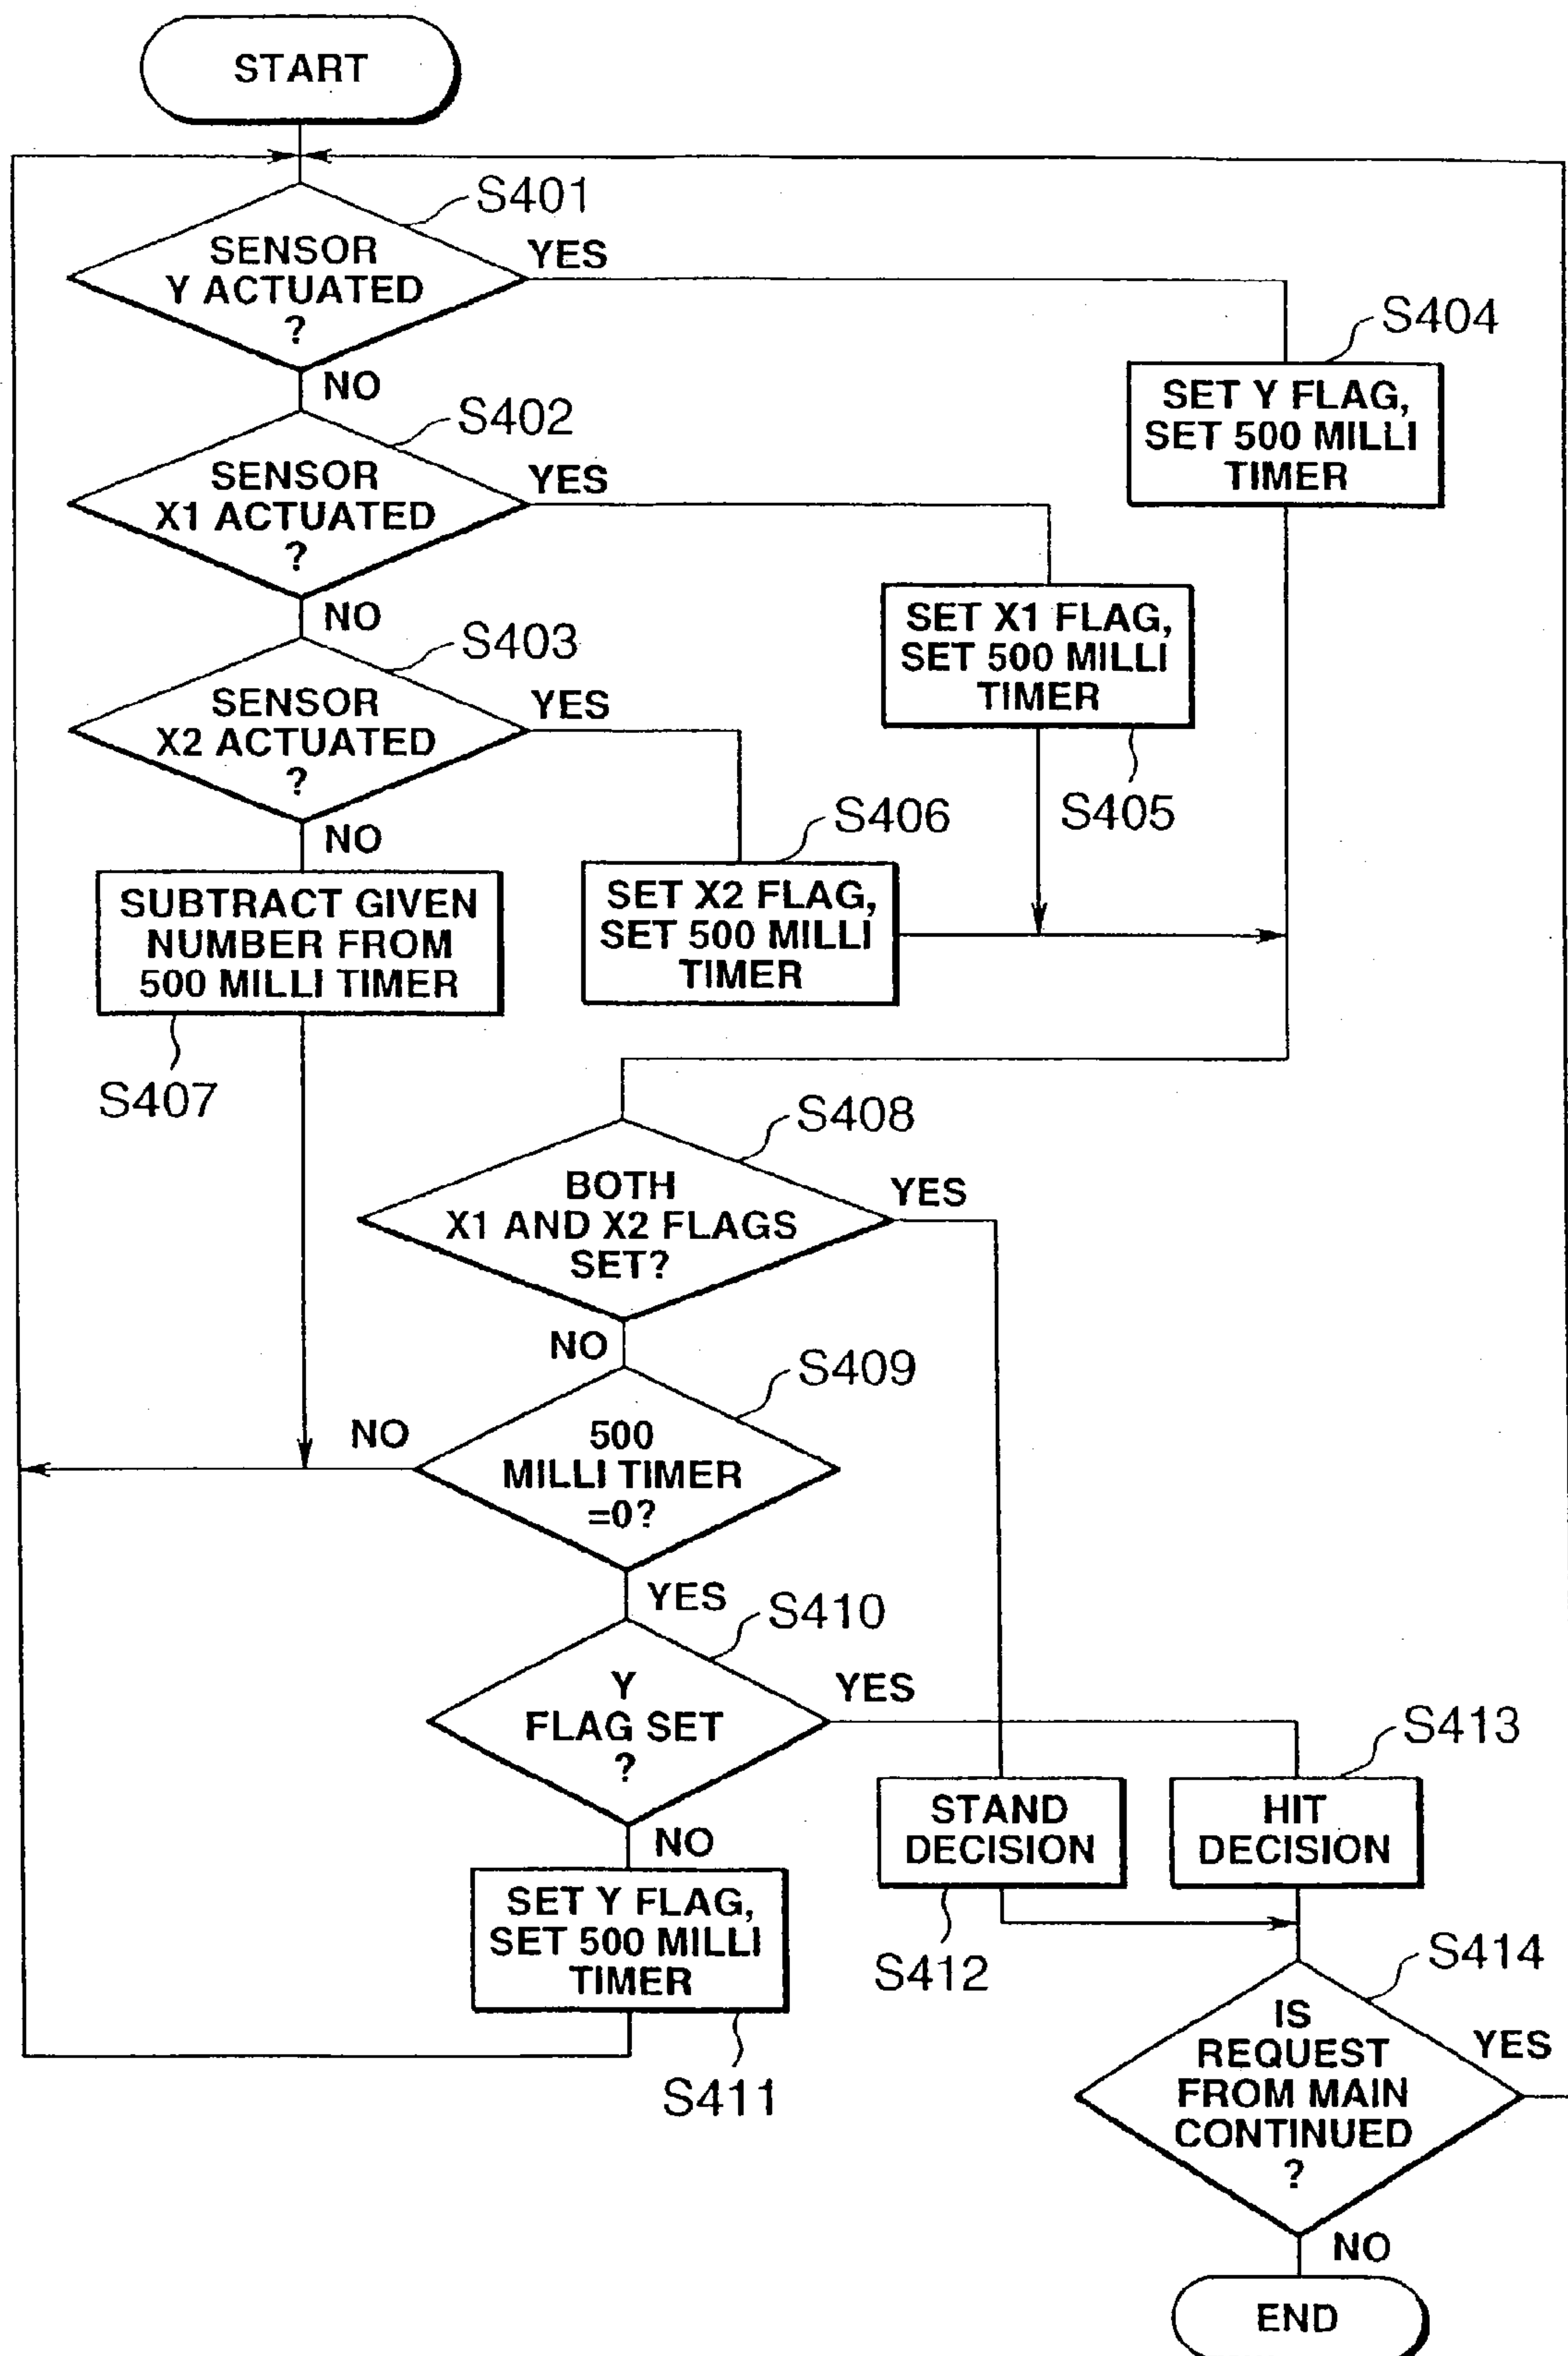 START
S401
SENSOR
Y ACTUATED
?
YES
NO
S404
SET Y FLAG,
SET 500 MILLI
TIMER
S402
SENSOR
X1 ACTUATED
?
YES
NO
SET X1 FLAG,
SET 500 MILLI
TIMER
S405
S403
SENSOR
X2 ACTUATED
?
YES
NO
S406
SET X2 FLAG,
SET 500 MILLI
TIMER
SUBTRACT GIVEN
NUMBER FROM
500 MILLI TIMER
S407
S408
BOTH
X1 AND X2 FLAGS
SET?
YES
NO
S409
500
MILLI TIMER
=0?
NO
YES
S410
Y
FLAG SET
?
YES
NO
S413
STAND
DECISION
HIT
DECISION
SET Y FLAG,
SET 500 MILLI
TIMER
S411
S412
S414
IS
REQUEST
FROM MAIN
CONTINUED
?
YES
NO
END